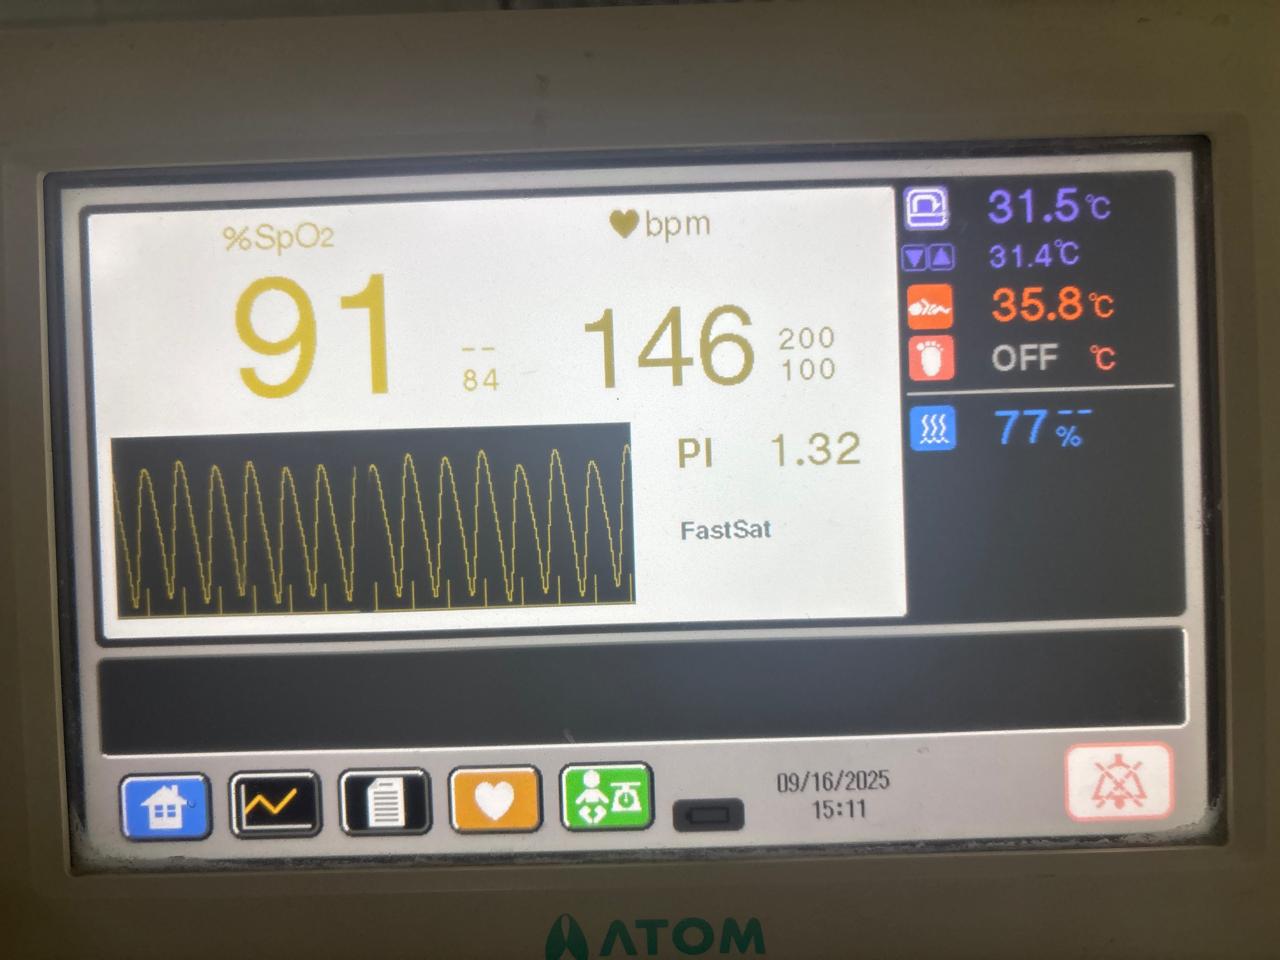 %SpO2
91
--
84
bpm
146
200
100
PI 1.32
FastSat
31.5 °C
31.4°C
35.8 °C
OFF °C
77 % --
09/16/2025
15:11
ATOM